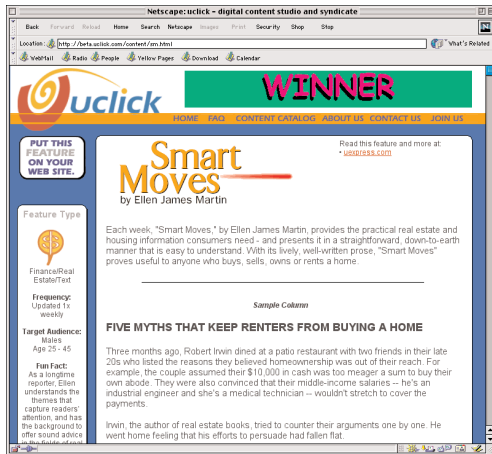 Netscape: uclick - digital content studio and syndicate
Back Forward Reload Home Search Netscape Images Print Security Shop Stop
Location: http://beta.uclick.com/content/sm.html What's Related
WebMail Radio People Yellow Pages Download Calendar
uclick
WINNER
HOME FAQ CONTENT CATALOG ABOUT US CONTACT US JOIN US
PUT THIS
FEATURE
ON YOUR
WEB SITE.
Smart
Moves
by Ellen James Martin
Read this feature and more at:
• uexpress.com
Feature Type
Finance/Real
Estate/Text
Frequency:
Updated 1x
weekly
Target Audience:
Males
Age 25 - 45
Fun Fact:
As a longtime
reporter, Ellen
understands the
themes that
capture readers'
attention, and has
the background to
offer sound advice
in the fields of real
Each week, "Smart Moves," by Ellen James Martin, provides the practical real estate and
housing information consumers need - and presents it in a straightforward, down-to-earth
manner that is easy to understand. With its lively, well-written prose, "Smart Moves"
proves useful to anyone who buys, sells, owns or rents a home.
Sample Column
FIVE MYTHS THAT KEEP RENTERS FROM BUYING A HOME
Three months ago, Robert Irwin dined at a patio restaurant with two friends in their late
20s who listed the reasons they believed homeownership was out of their reach. For
example, the couple assumed their $10,000 in cash was too meager a sum to buy their
own abode. They were also convinced that their middle-income salaries -- he's an
industrial engineer and she's a medical technician -- wouldn't stretch to cover the
payments.
Irwin, the author of real estate books, tried to counter their arguments one by one. He
went home feeling that his efforts to persuade had fallen flat.